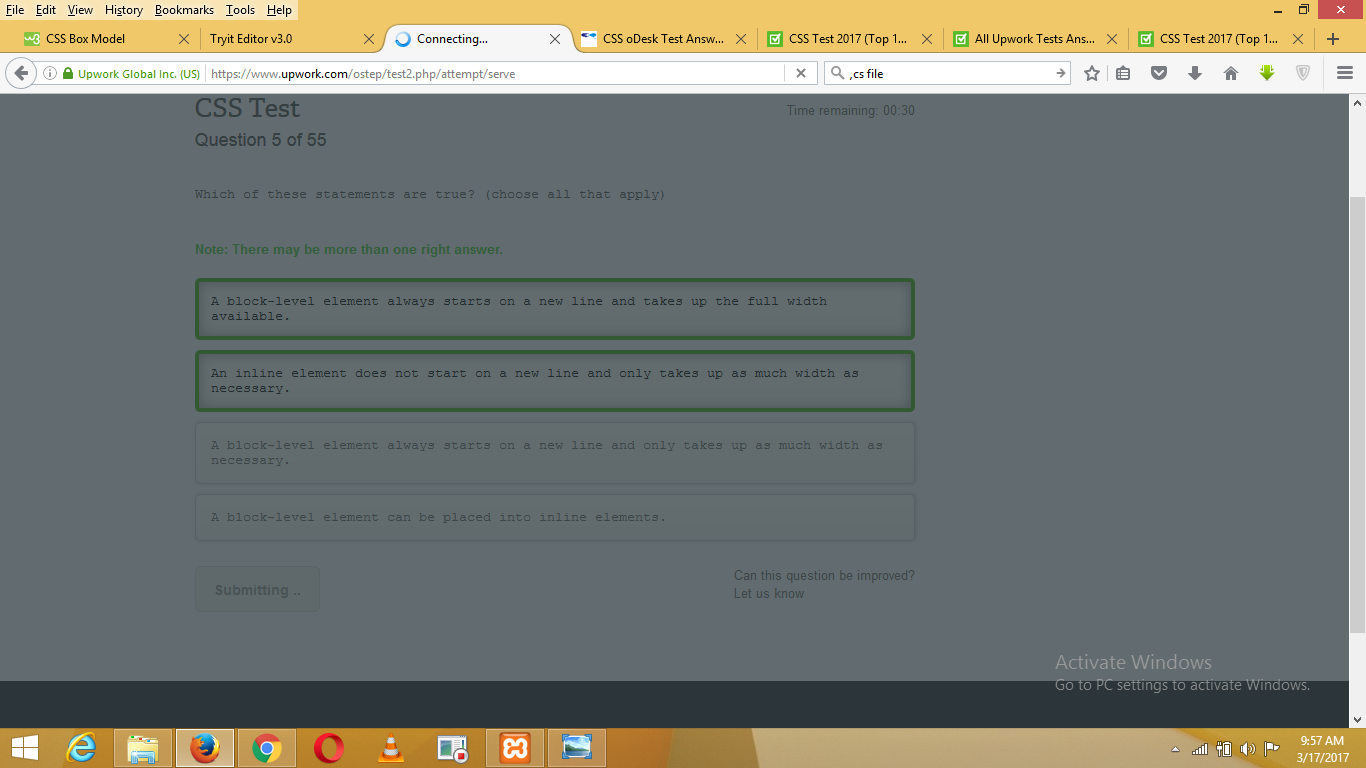 File Edit View History Bookmarks Tools Help
CSS Box Model
Tryit Editor v3.0
Connecting...
CSS oDesk Test Answ...
CSS Test 2017 (Top 1...
All Upwork Tests Ans...
CSS Test 2017 (Top 1...
Upwork Global Inc. (US)
https://www.upwork.com/ostep/test2.php/attempt/serve
,cs file
CSS Test
Time remaining: 00:30
Question 5 of 55
Which of these statements are true? (choose all that apply)
Note: There may be more than one right answer.
A block-level element always starts on a new line and takes up the full width
available.
An inline element does not start on a new line and only takes up as much width as
necessary.
A block-level element always starts on a new line and only takes up as much width as
necessary.
A block-level element can be placed into inline elements.
Submitting ..
Can this question be improved?
Let us know
Activate Windows
Go to PC settings to activate Windows.
9:57 AM
3/17/2017